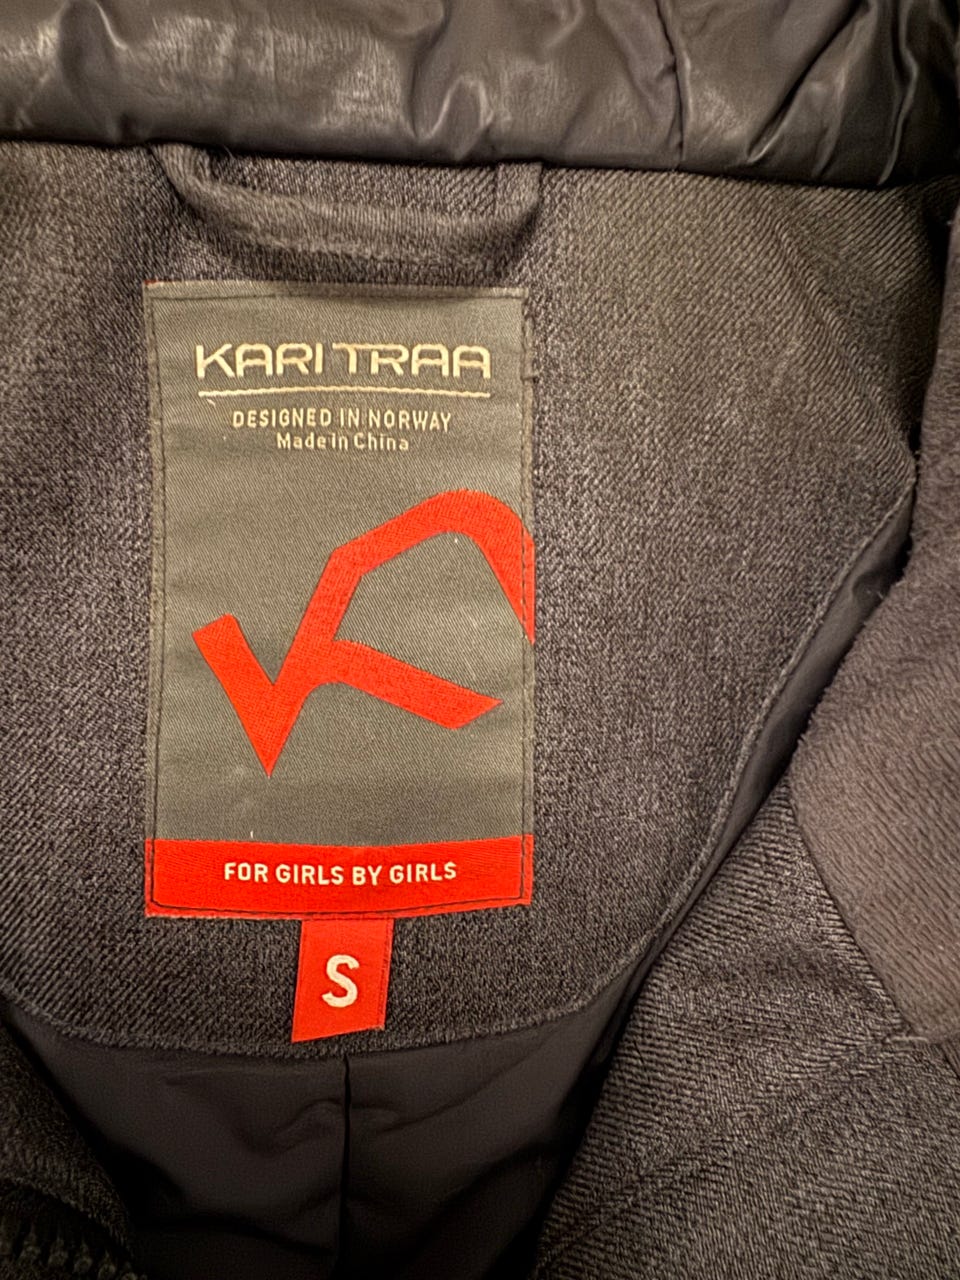 KARI TRAA
DESIGNED IN NORWAY
Made in China
FOR GIRLS BY GIRLS
S